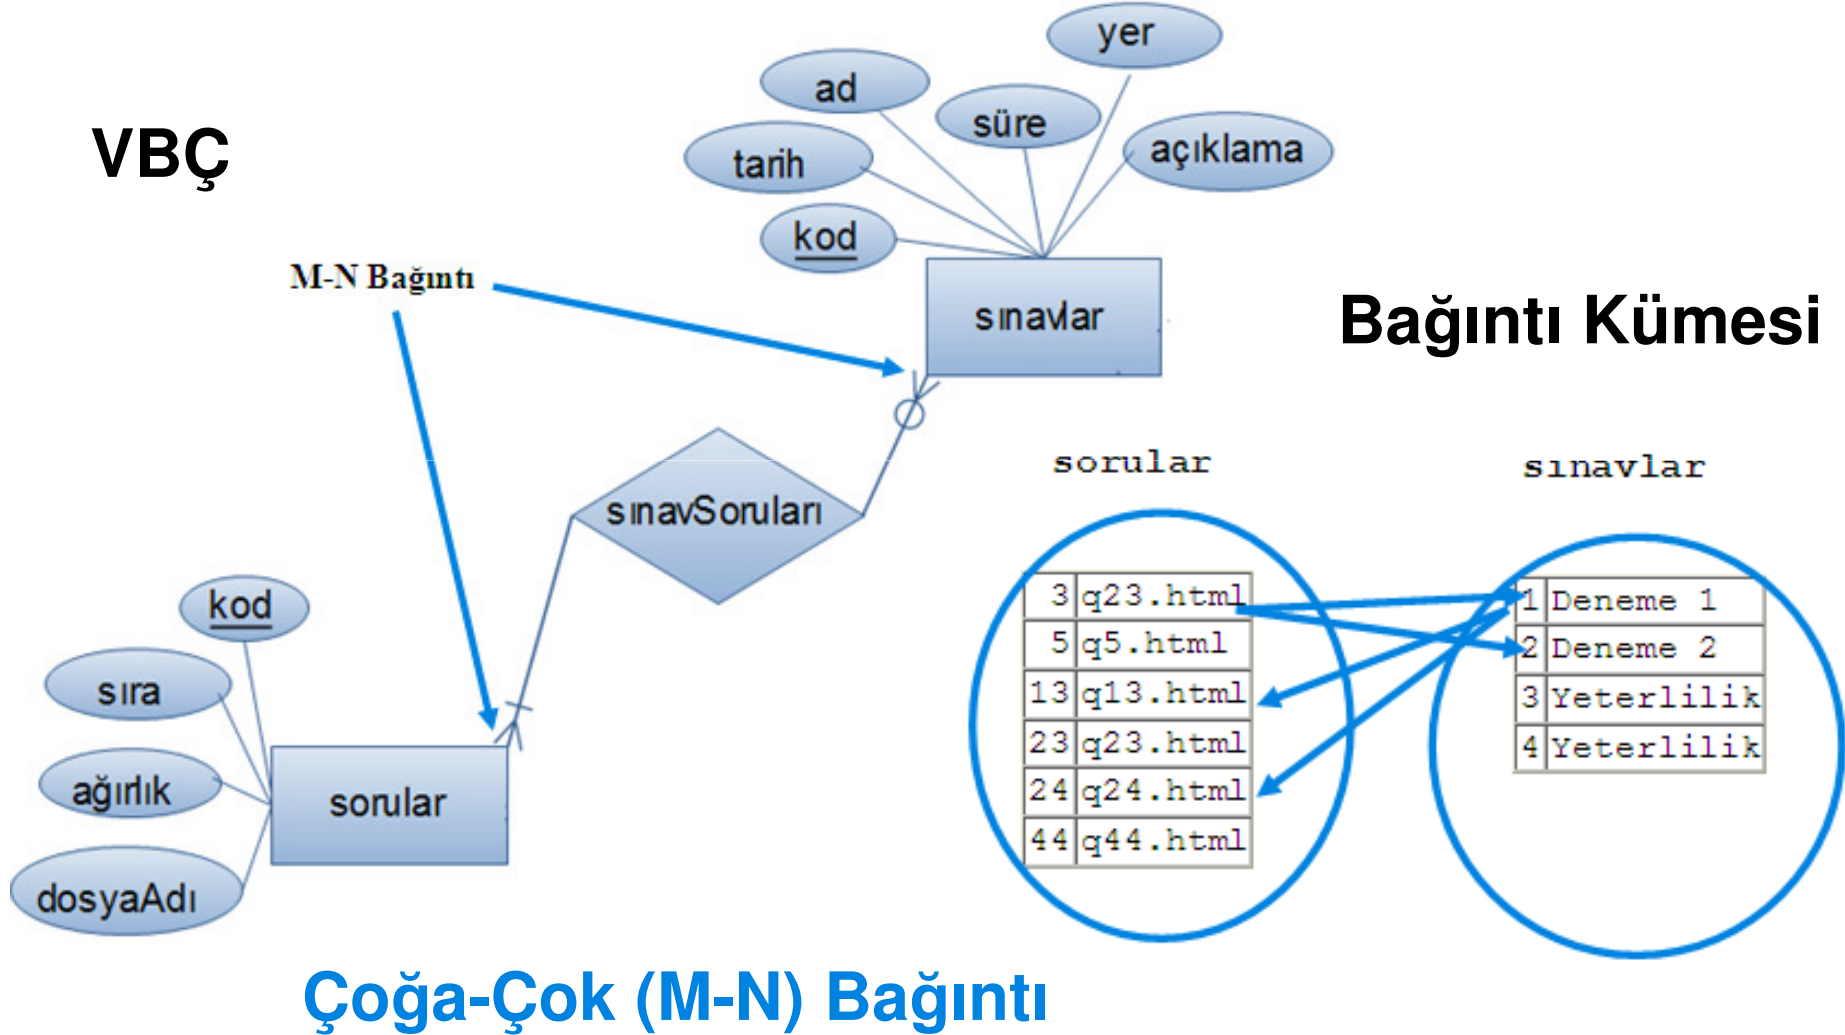 yer
ad
süre
VBÇ
açıklama
tarih
kod
M-N Bağıntı
sınavlar
Bağıntı Kümesi
sorular
sınavlar
sınavSoruları
3 q23.html
5 q5.html
13 q13.html
23 q23.html
24 q24.html
44 q44.html
1 Deneme 1
2 Deneme 2
3 Yeterlilik
4 Yeterlilik
kod
sıra
ağırlık
sorular
dosyaAdı
Çoğa-Çok (M-N) Bağıntı